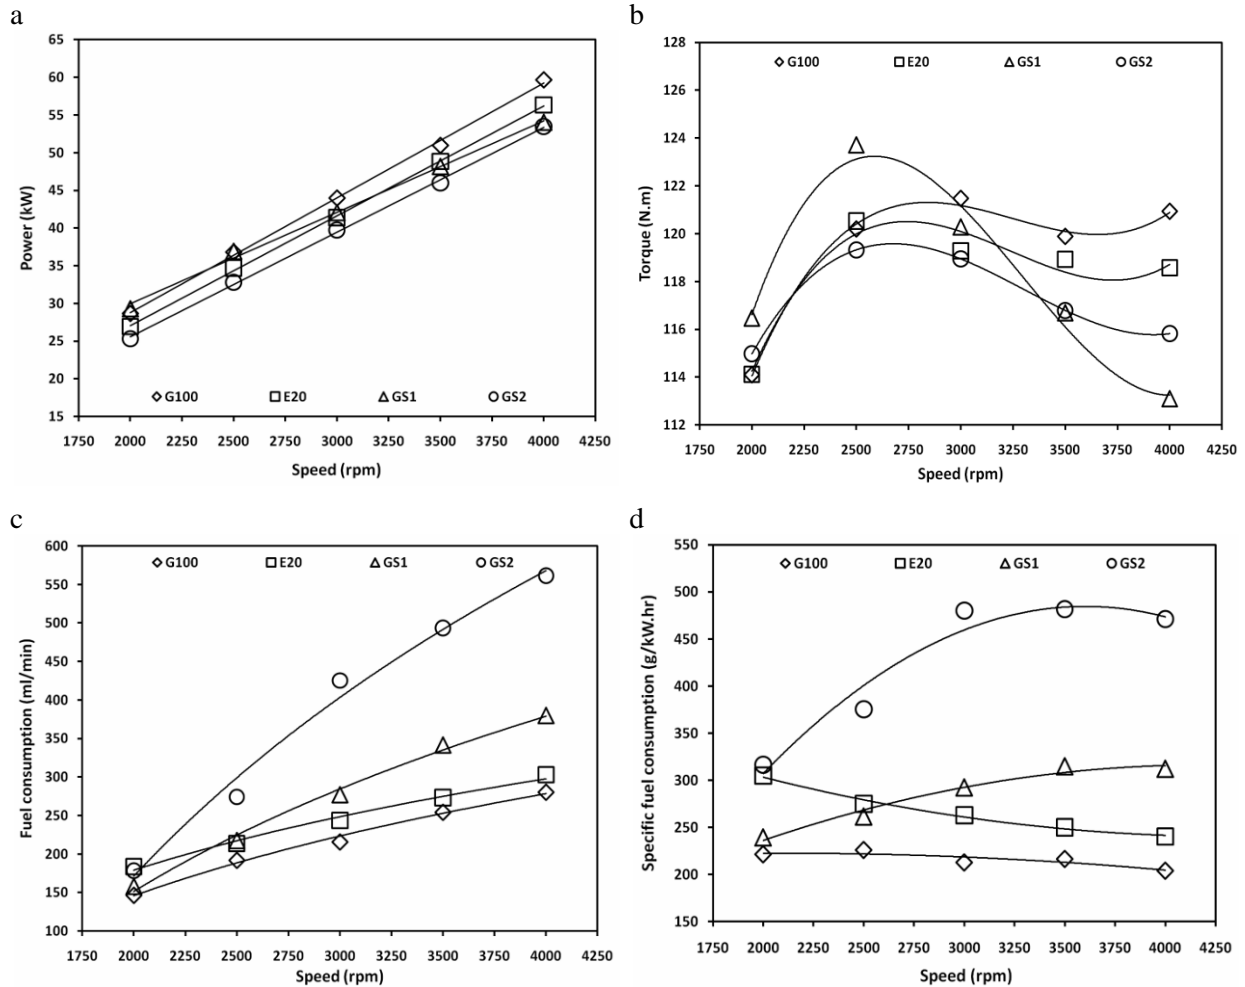 a
65
60
55
50
45
40
35
30
25
20
15
Power (kW)
G100 E20 GS1 GS2
1750 2000 2250 2500 2750 3000 3250 3500 3750 4000 4250
Speed (rpm)
b
128
126
124
122
120
118
116
114
112
Torque (N.m)
G100 E20 GS1 GS2
1750 2000 2250 2500 2750 3000 3250 3500 3750 4000 4250
Speed (rpm)
c
600
550
500
450
400
350
300
250
200
150
100
Fuel consumption (ml/min)
G100 E20 GS1 GS2
1750 2000 2250 2500 2750 3000 3250 3500 3750 4000 4250
Speed (rpm)
d
550
500
450
400
350
300
250
200
150
Specific fuel consumption (g/kW.hr)
G100 E20 GS1 GS2
1750 2000 2250 2500 2750 3000 3250 3500 3750 4000 4250
Speed (rpm)